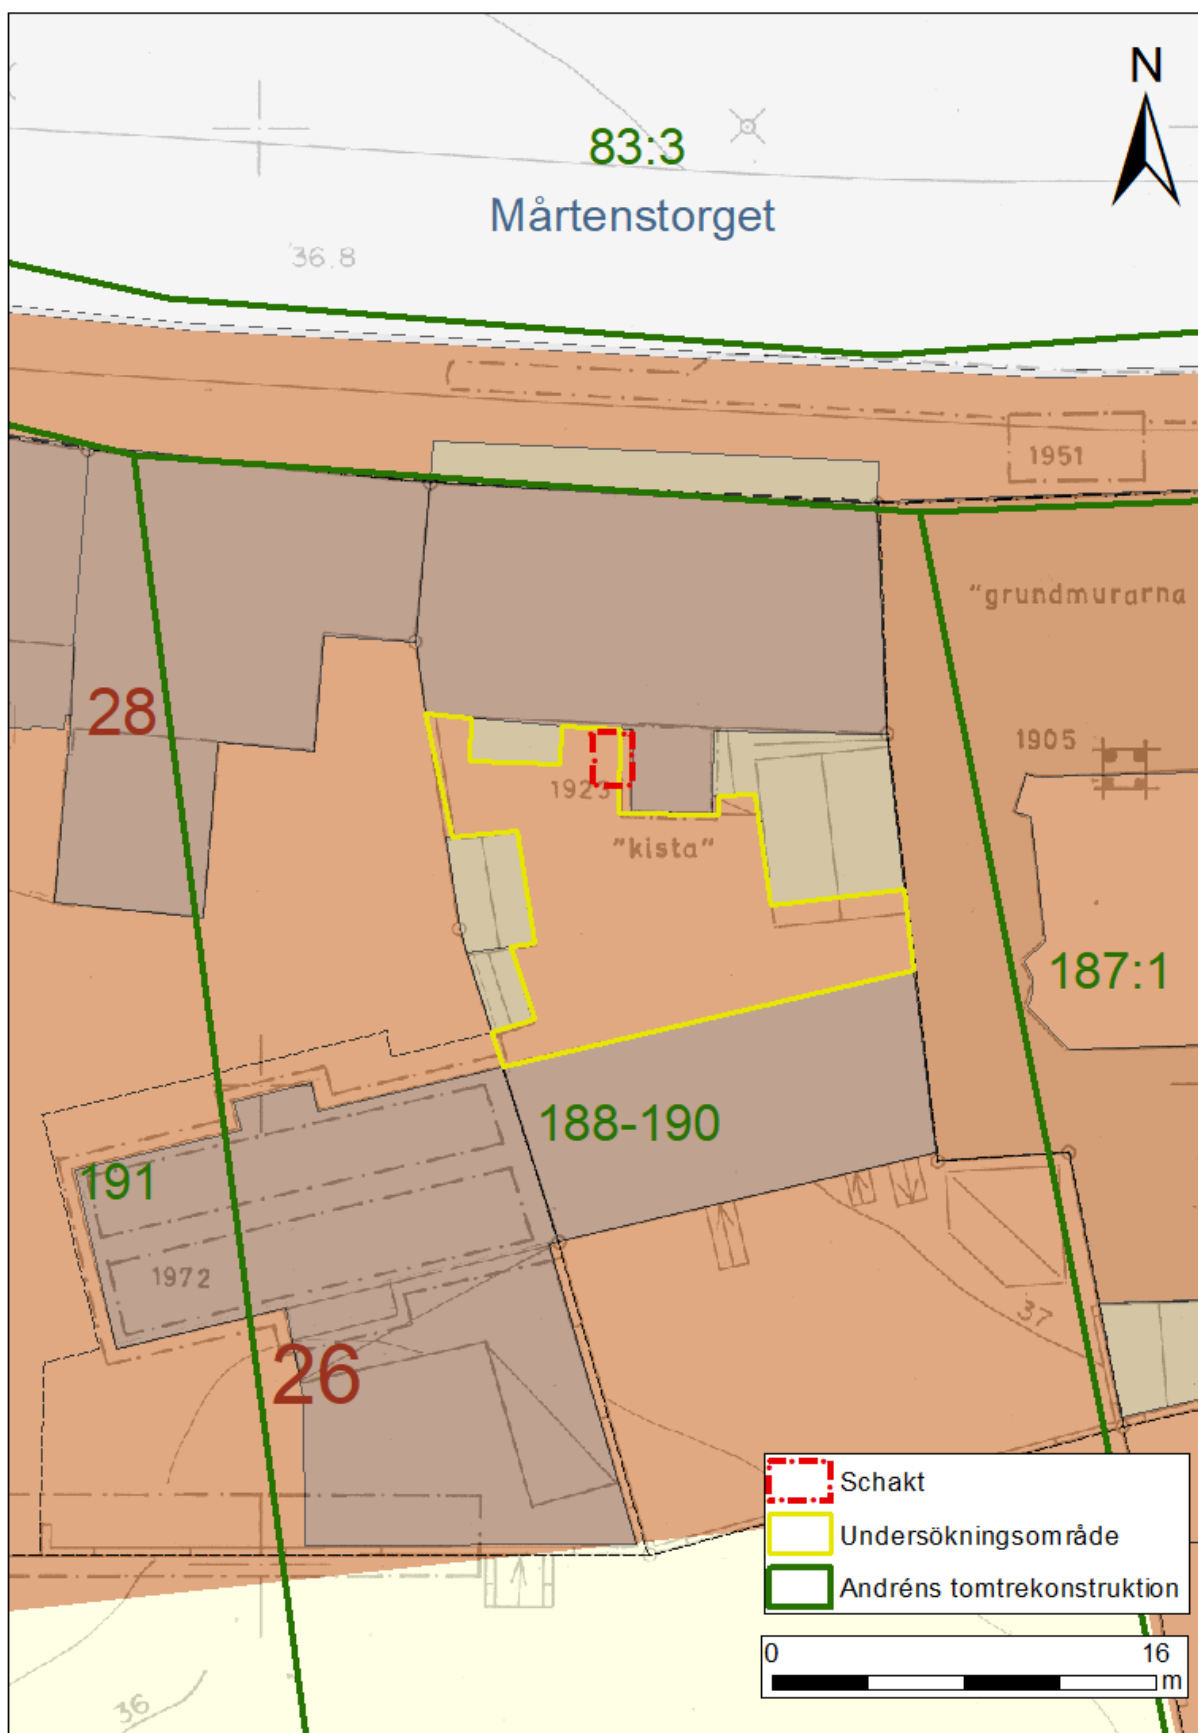 N
83:3
Mårtenstorget
36.8
1951
"grundmurarna
28
1905
1923
"kista"
187:1
188-190
191
1972
37
26
Schakt
Undersökningsområde
Andréns tomtrekonstruktion
0 16
m
36